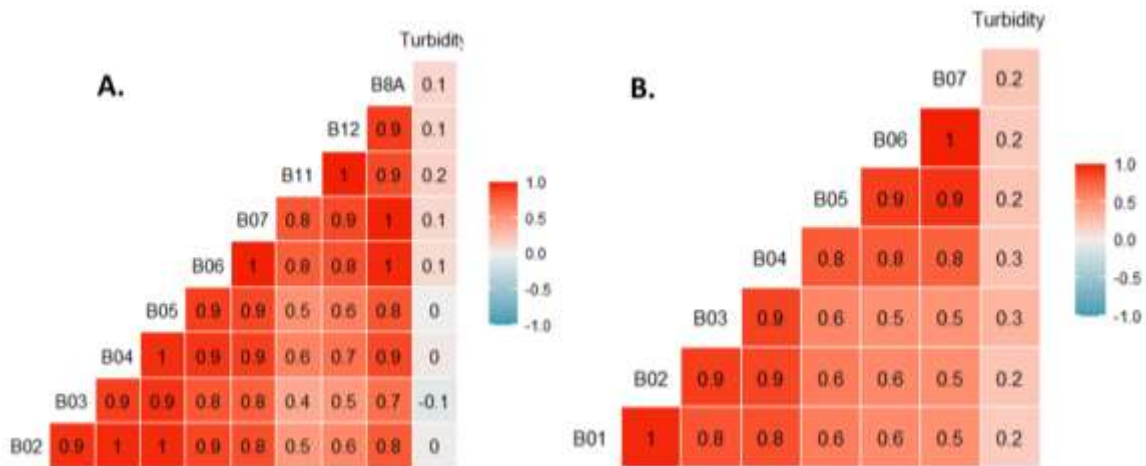 Turbidity
A.
B8A 0.1
B12 0.9 0.1
B11 1 0.9 0.2
B07 0.8 0.9 1 0.1
B06 1 0.8 0.8 1 0.1
B05 0.9 0.9 0.5 0.6 0.8 0
B04 1 0.9 0.9 0.6 0.7 0.9 0
B03 0.9 0.9 0.8 0.8 0.4 0.5 0.7 -0.1
B02 0.9 1 1 0.9 0.8 0.5 0.6 0.8 0
1.0
0.5
0.0
-0.5
-1.0
Turbidity
B.
B07 0.2
B06 1 0.2
B05 0.9 0.9 0.2
B04 0.8 0.8 0.8 0.3
B03 0.9 0.6 0.5 0.5 0.3
B02 0.9 0.9 0.6 0.6 0.5 0.2
B01 1 0.8 0.8 0.6 0.6 0.5 0.2
1.0
0.5
0.0
-0.5
-1.0